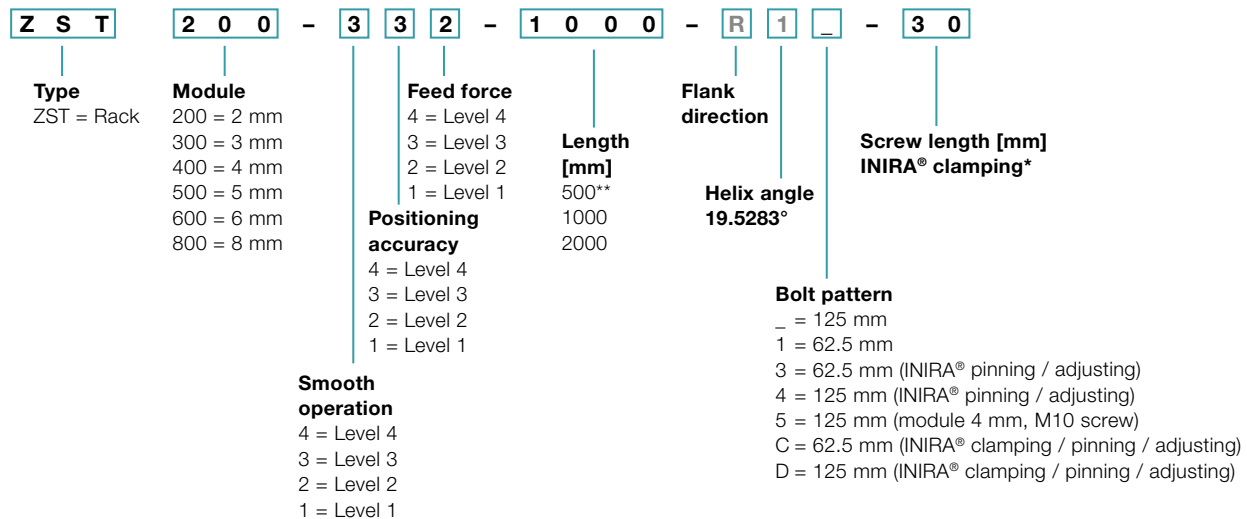 Z S T 2 0 0 – 3 3 2 – 1 0 0 0 – R 1 _ – 3 0
Type
ZST = Rack
Module
200 = 2 mm
300 = 3 mm
400 = 4 mm
500 = 5 mm
600 = 6 mm
800 = 8 mm
Smooth
operation
4 = Level 4
3 = Level 3
2 = Level 2
1 = Level 1
Positioning
accuracy
4 = Level 4
3 = Level 3
2 = Level 2
1 = Level 1
Feed force
4 = Level 4
3 = Level 3
2 = Level 2
1 = Level 1
Length
[mm]
500**
1000
2000
Flank
direction
Helix angle
19.5283°
Bolt pattern
_ = 125 mm
1 = 62.5 mm
3 = 62.5 mm (INIRA® pinning / adjusting)
4 = 125 mm (INIRA® pinning / adjusting)
5 = 125 mm (module 4 mm, M10 screw)
C = 62.5 mm (INIRA® clamping / pinning / adjusting)
D = 125 mm (INIRA® clamping / pinning / adjusting)
Screw length [mm]
INIRA® clamping*